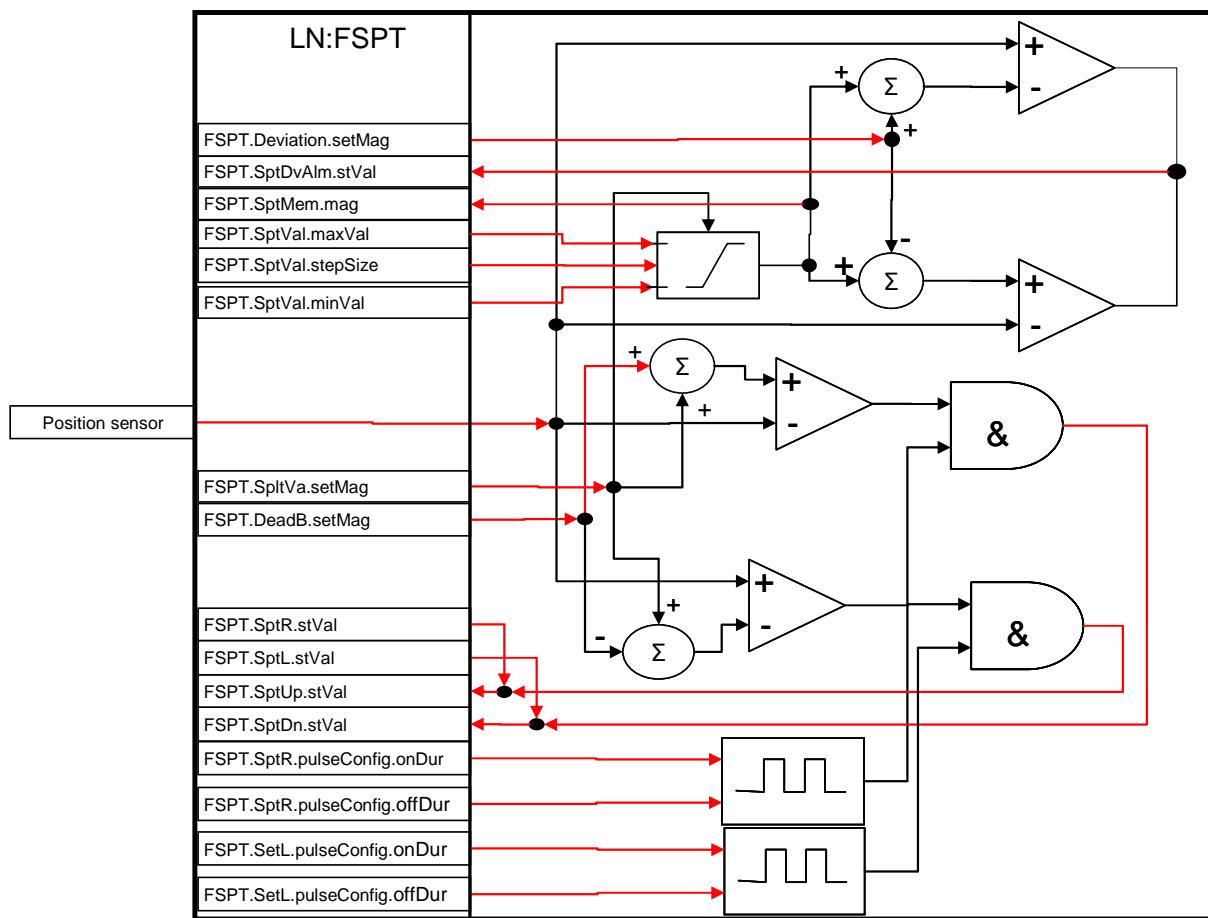 LN:FSPT
+
-
+
Σ
+
FSPT.Deviation.setMag
FSPT.SptDvAlm.stVal
FSPT.SptMem.mag
FSPT.SptVal.maxVal
FSPT.SptVal.stepSize
FSPT.SptVal.minVal
-
+
Σ
+
-
+
Σ
+
+
-
&
Position sensor
FSPT.SpltVa.setMag
FSPT.DeadB.setMag
+
-
+
-
Σ
&
FSPT.SptR.stVal
FSPT.SptL.stVal
FSPT.SptUp.stVal
FSPT.SptDn.stVal
FSPT.SptR.pulseConfig.onDur
FSPT.SptR.pulseConfig.offDur
FSPT.SetL.pulseConfig.onDur
FSPT.SetL.pulseConfig.offDur